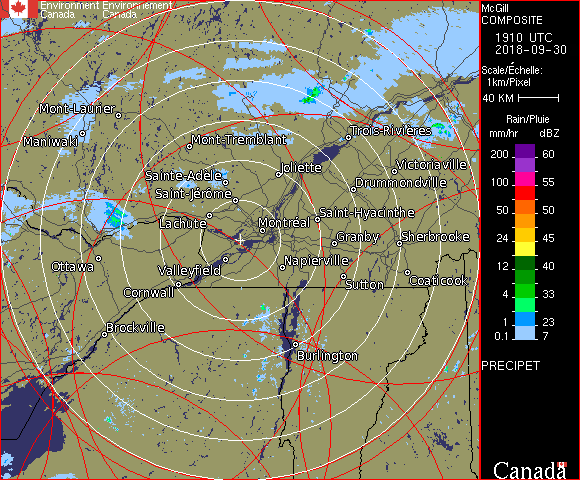 Environment Environnement
Canada Canada
McGill
COMPOSITE
1910 UTC
2018-09-30
Scale/Échelle:
1km/Pixel
40 KM
Rain/Pluie
mm/hr dBZ
200 60
100 55
50 50
24 45
12 40
4 33
1 23
0.1 7
PRECIPET
Canada
Mont-Laurier
Maniwaki
Mont-Tremblant
Trois-Rivières
Joliette
Victoriaville
Sainte-Adèle
Drummondville
Saint-Jérôme
Lachute
Montréal
Saint-Hyacinthe
Granby
Sherbrooke
Ottawa
Valleyfield
Napierville
Cornwall
Sutton
Coaticook
Brockville
Burlington